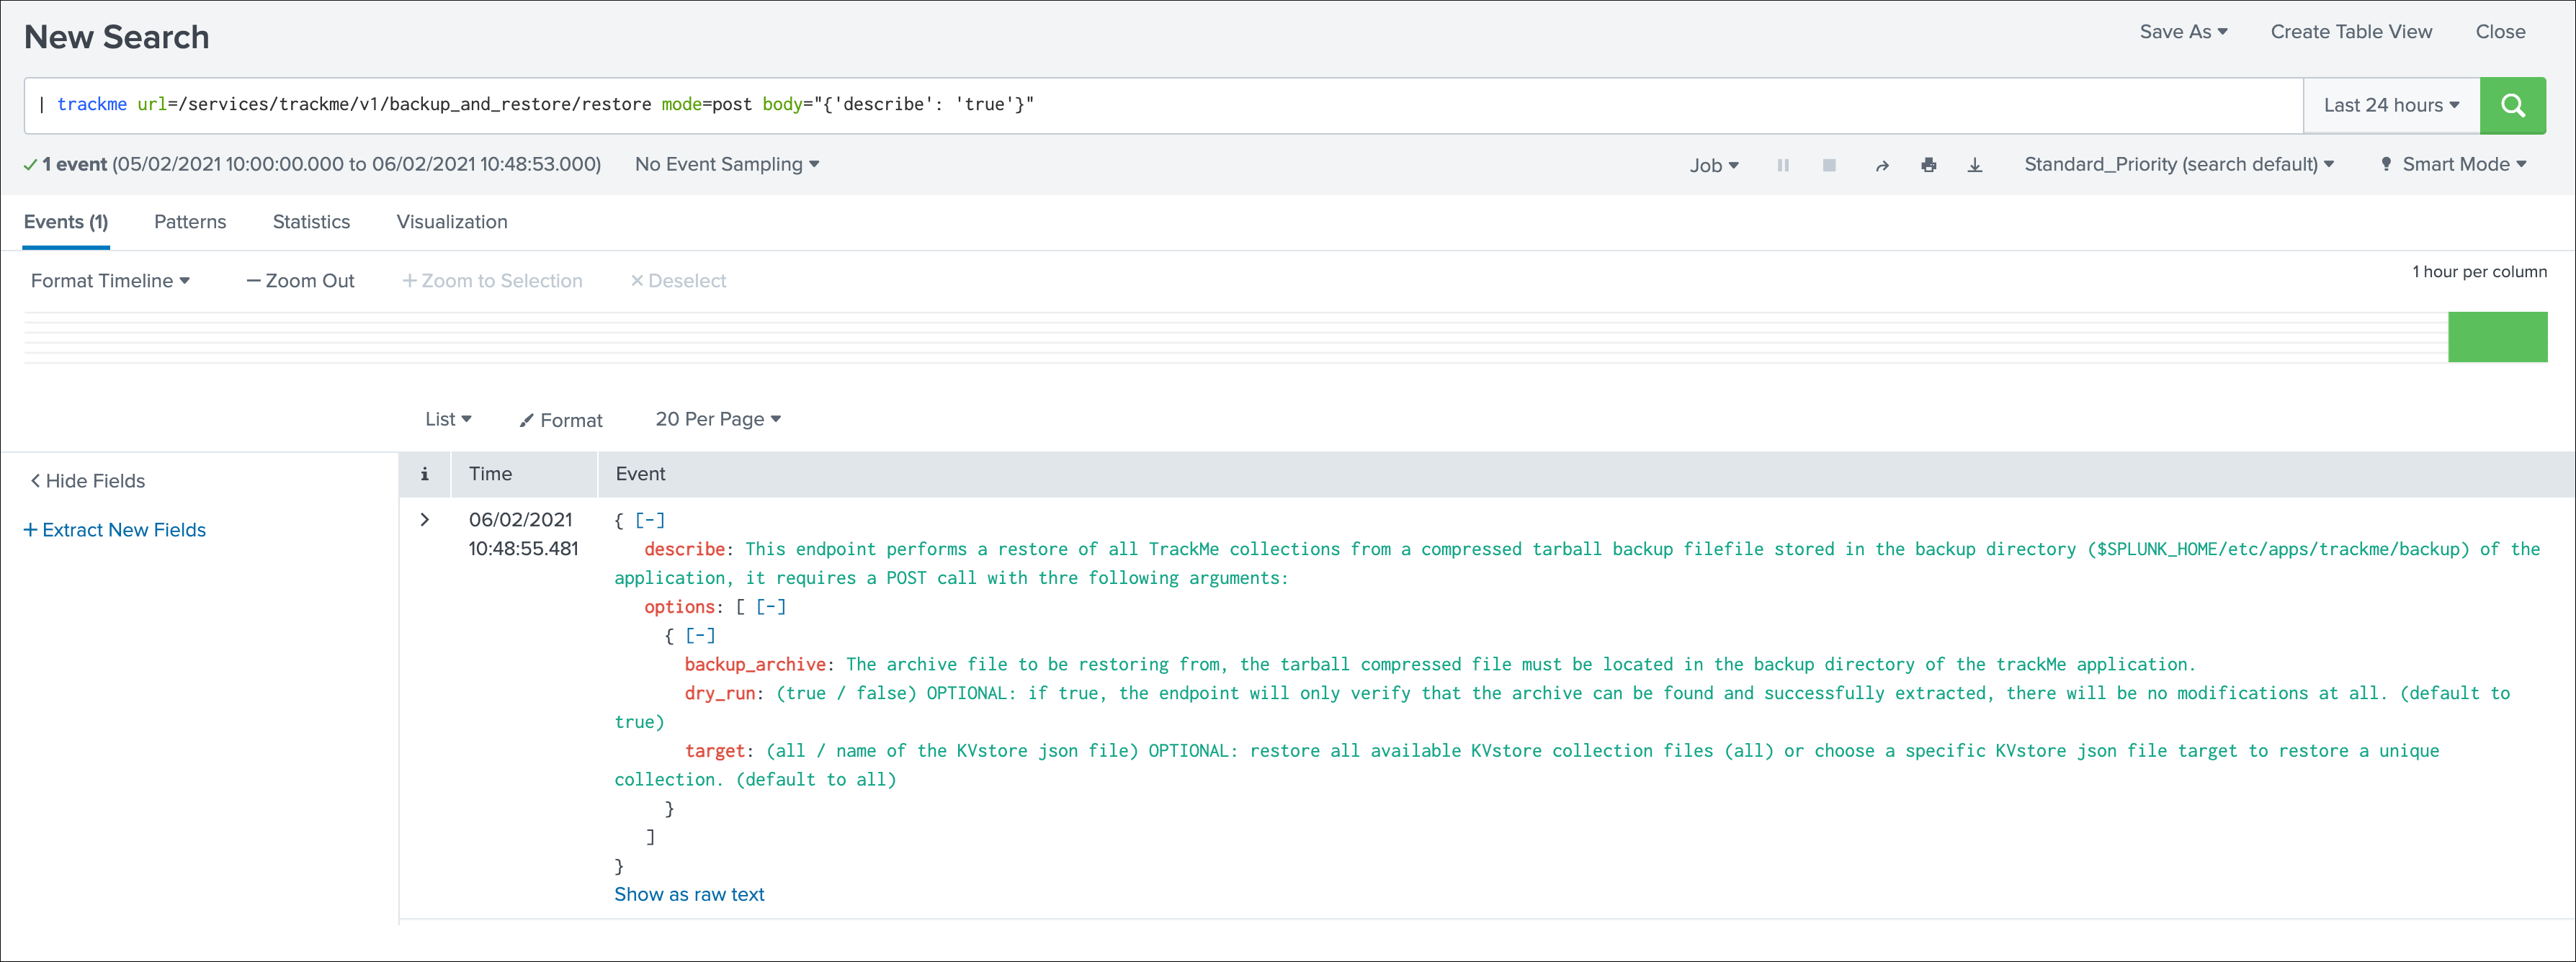 New Search
Save As
Create Table View
Close
| trackme url=/services/trackme/v1/backup_and_restore/restore mode=post body="{'describe': 'true'}"
Last 24 hours
1 event (05/02/2021 10:00:00.000 to 06/02/2021 10:48:53.000)
No Event Sampling
Job
Standard_Priority (search default)
Smart Mode
Events (1)
Patterns
Statistics
Visualization
Format Timeline
— Zoom Out
+ Zoom to Selection
× Deselect
1 hour per column
List
Format
20 Per Page
< Hide Fields
+ Extract New Fields
i
Time
Event
>
06/02/2021
10:48:55.481
{ [-]
describe: This endpoint performs a restore of all TrackMe collections from a compressed tarball backup filefile stored in the backup directory ($SPLUNK_HOME/etc/apps/trackme/backup) of the
application, it requires a POST call with thre following arguments:
options: [ [-]
{ [-]
backup_archive: The archive file to be restoring from, the tarball compressed file must be located in the backup directory of the trackMe application.
dry_run: (true / false) OPTIONAL: if true, the endpoint will only verify that the archive can be found and successfully extracted, there will be no modifications at all. (default to
true)
target: (all / name of the KVstore json file) OPTIONAL: restore all available KVstore collection files (all) or choose a specific KVstore json file target to restore a unique
collection. (default to all)
}
]
}
Show as raw text